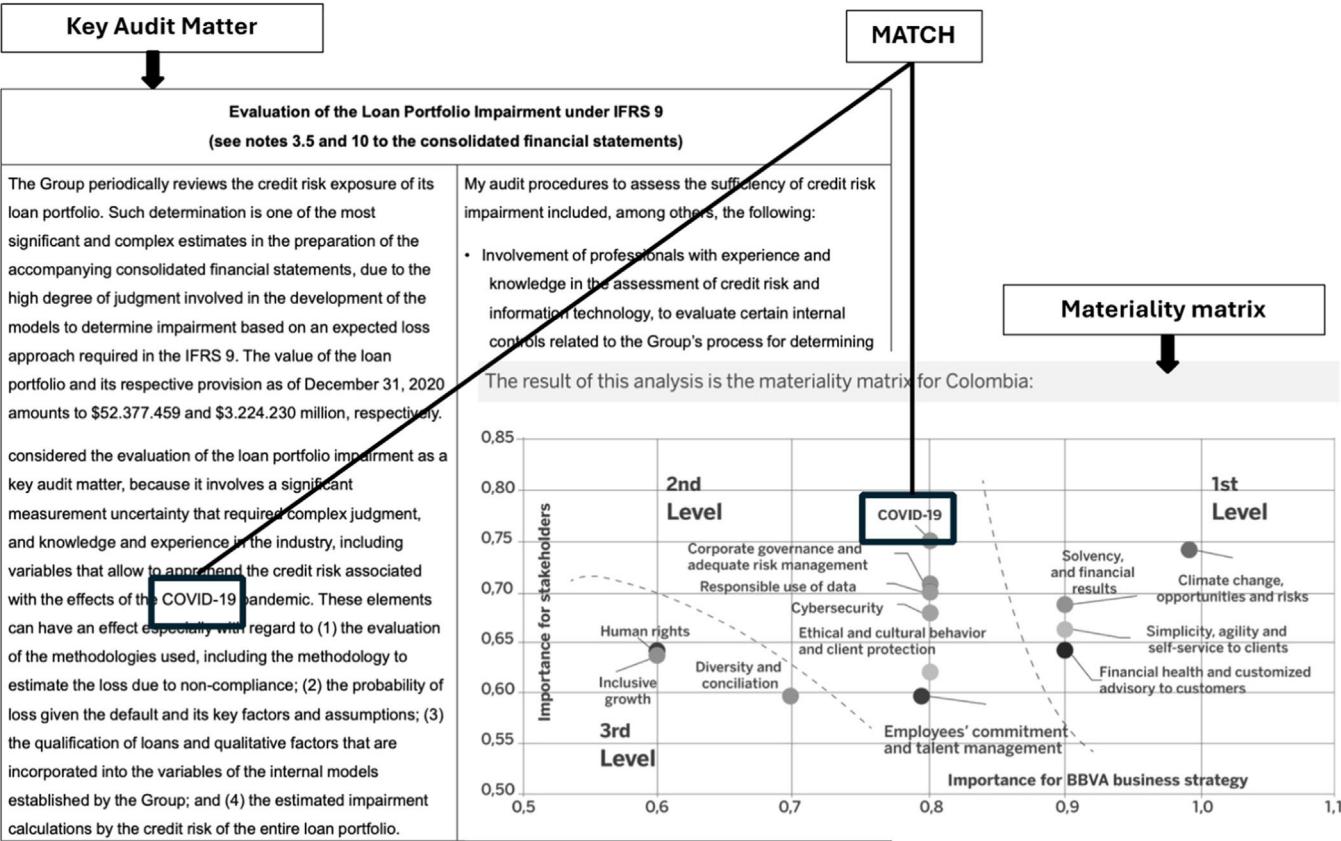 Key Audit Matter
MATCH
Evaluation of the Loan Portfolio Impairment under IFRS 9
(see notes 3.5 and 10 to the consolidated financial statements)
The Group periodically reviews the credit risk exposure of its
loan portfolio. Such determination is one of the most
significant and complex estimates in the preparation of the
accompanying consolidated financial statements, due to the
high degree of judgment involved in the development of the
models to determine impairment based on an expected loss
approach required in the IFRS 9. The value of the loan
portfolio and its respective provision as of December 31, 2020
amounts to $52.377.459 and $3.224.230 million, respectively.
considered the evaluation of the loan portfolio impairment as a
key audit matter, because it involves a significant
measurement uncertainty that required complex judgment,
and knowledge and experience in the industry, including
variables that allow to apprehend the credit risk associated
with the effects of the COVID-19 pandemic. These elements
can have an effect especially with regard to (1) the evaluation
of the methodologies used, including the methodology to
estimate the loss due to non-compliance; (2) the probability of
loss given the default and its key factors and assumptions; (3)
the qualification of loans and qualitative factors that are
incorporated into the variables of the internal models
established by the Group; and (4) the estimated impairment
calculations by the credit risk of the entire loan portfolio.
My audit procedures to assess the sufficiency of credit risk
impairment included, among others, the following:
• Involvement of professionals with experience and
knowledge in the assessment of credit risk and
information technology, to evaluate certain internal
controls related to the Group's process for determining
Materiality matrix
The result of this analysis is the materiality matrix for Colombia:
0,85
0,80
0,75
0,70
0,65
0,60
0,55
0,50
Importance for stakeholders
2nd
Level
COVID-19
1st
Level
Corporate governance and
adequate risk management
Responsible use of data
Cybersecurity
Ethical and cultural behavior
and client protection
Solvency,
and financial
results
Climate change,
opportunities and risks
Simplicity, agility and
self-service to clients
Financial health and customized
advisory to customers
Human rights
Inclusive
growth
Diversity and
conciliation
3rd
Level
Employees' commitment
and talent management
Importance for BBVA business strategy
0,5
0,6
0,7
0,8
0,9
1,0
1,1